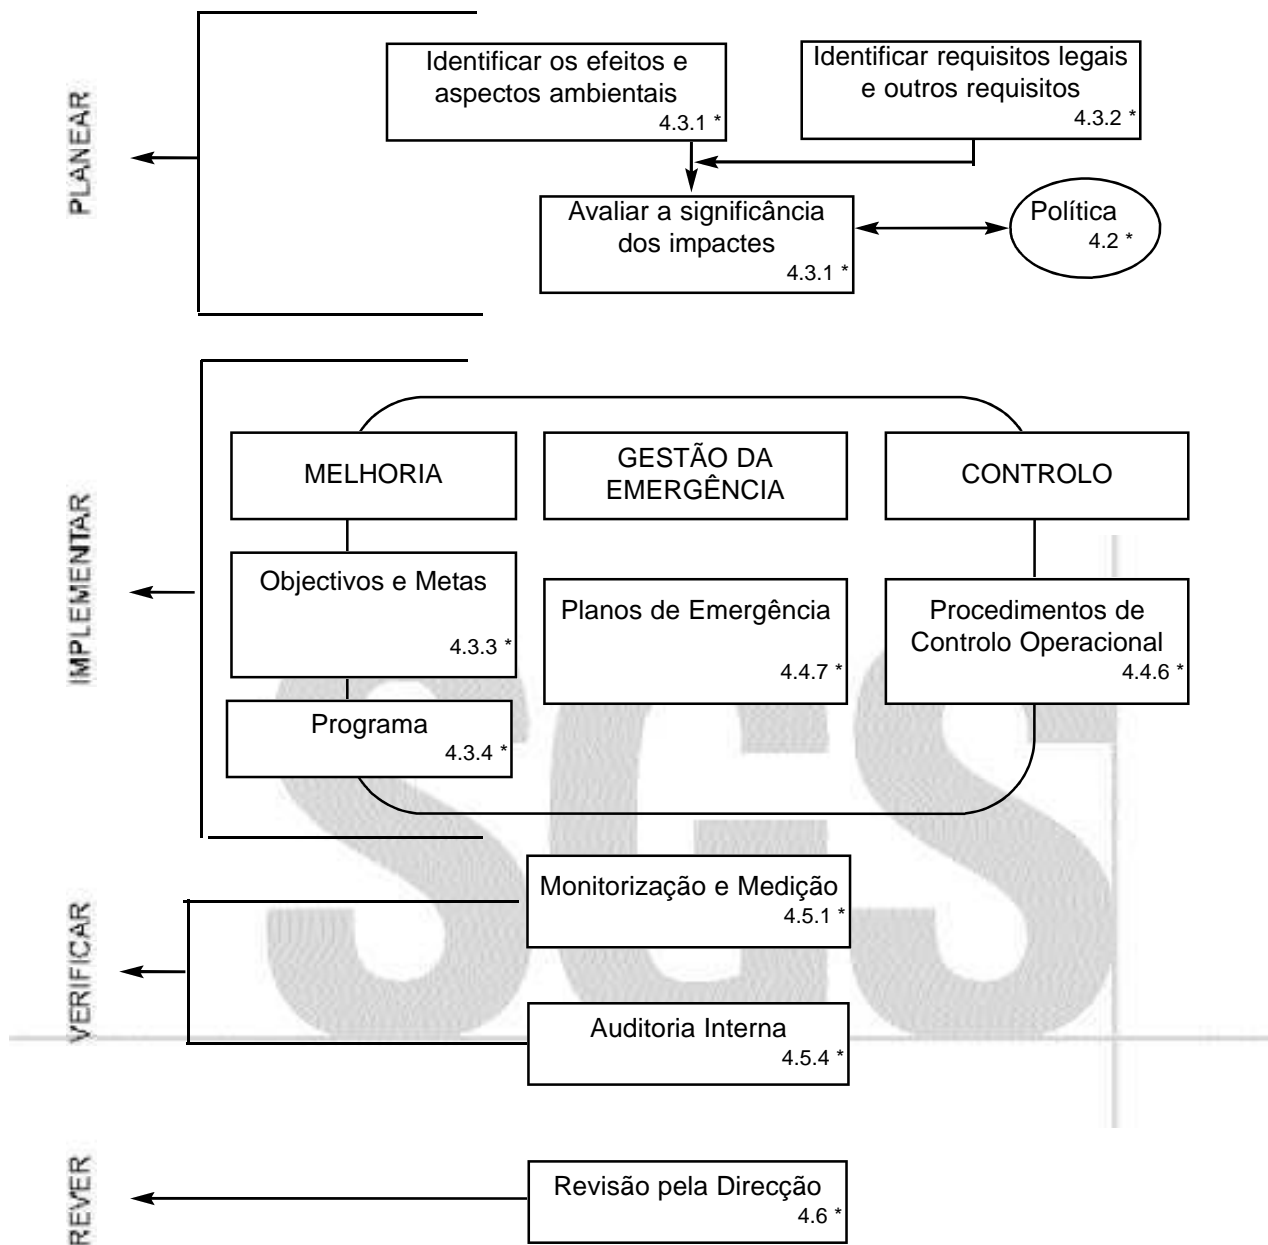 PLANEAR
Identificar os efeitos e
aspectos ambientais
4.3.1 *
Identificar requisitos legais
e outros requisitos
4.3.2 *
Avaliar a significância
dos impactes
4.3.1 *
Política
4.2 *
IMPLEMENTAR
MELHORIA
GESTÃO DA
EMERGÊNCIA
CONTROLO
Objectivos e Metas
4.3.3 *
Planos de Emergência
4.4.7 *
Procedimentos de
Controlo Operacional
4.4.6 *
Programa
4.3.4 *
SGS
VERIFICAR
Monitorização e Medição
4.5.1 *
Auditoria Interna
4.5.4 *
REVER
Revisão pela Direcção
4.6 *